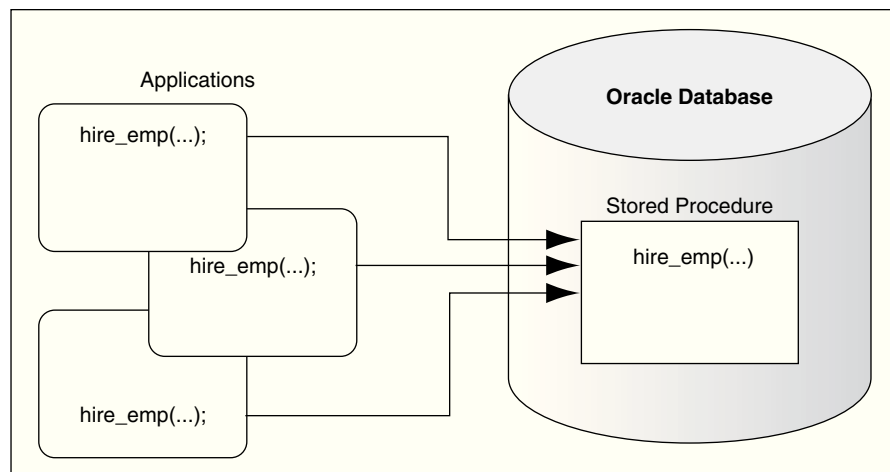 Applications
hire_emp(...);
hire_emp(...);
hire_emp(...);
Oracle Database
Stored Procedure
hire_emp(...)